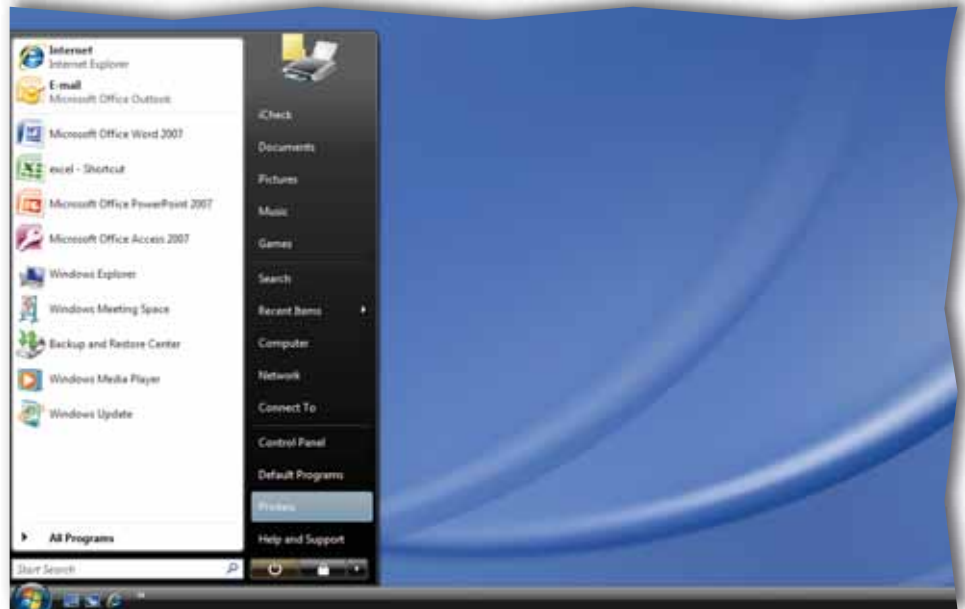 Internet
Internet Explorer
E-mail
Microsoft Office Outlook
Microsoft Office Word 2007
excel - Shortcut
Microsoft Office PowerPoint 2007
Microsoft Office Access 2007
Windows Explorer
Windows Meeting Space
Backup and Restore Center
Windows Media Player
Windows Update
All Programs
Start Search
iCheck
Documents
Pictures
Music
Games
Search
Recent Items
Computer
Network
Connect To
Control Panel
Default Programs
Printers
Help and Support